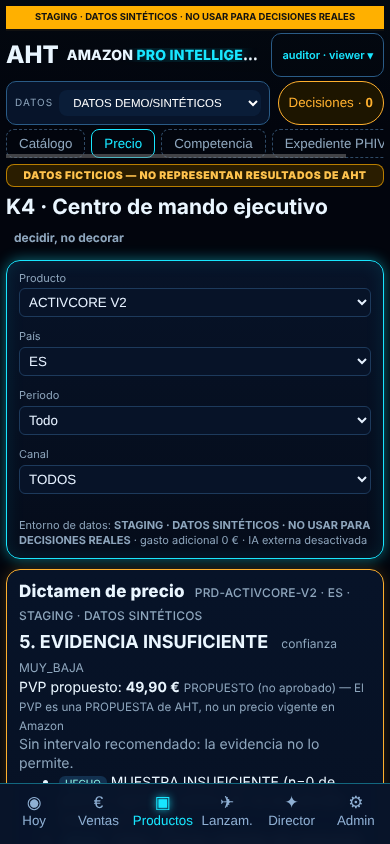 STAGING · DATOS SINTÉTICOS · NO USAR PARA DECISIONES REALES
AHT AMAZON PRO INTELLIGE... auditor · viewer ▾
DATOS DATOS DEMO/SINTÉTICOS Decisiones · 0
Catálogo Precio Competencia Expediente PHIV
DATOS FICTICIOS — NO REPRESENTAN RESULTADOS DE AHT
K4 · Centro de mando ejecutivo
decidir, no decorar
Producto
ACTIVCORE V2
País
ES
Periodo
Todo
Canal
TODOS
Entorno de datos: STAGING · DATOS SINTÉTICOS · NO USAR PARA
DECISIONES REALES · gasto adicional 0 € · IA externa desactivada
Dictamen de precio PRD-ACTIVCORE-V2 · ES ·
STAGING · DATOS SINTÉTICOS
5. EVIDENCIA INSUFICIENTE confianza
MUY_BAJA
PVP propuesto: 49,90 € PROPUESTO (no aprobado) — El
PVP es una PROPUESTA de AHT, no un precio vigente en
Amazon
Sin intervalo recomendado: la evidencia no lo
permite.
• HECHO MUESTRA INSUFICIENTE (n=0 de
Hoy Ventas Productos Lanzam. Director Admin